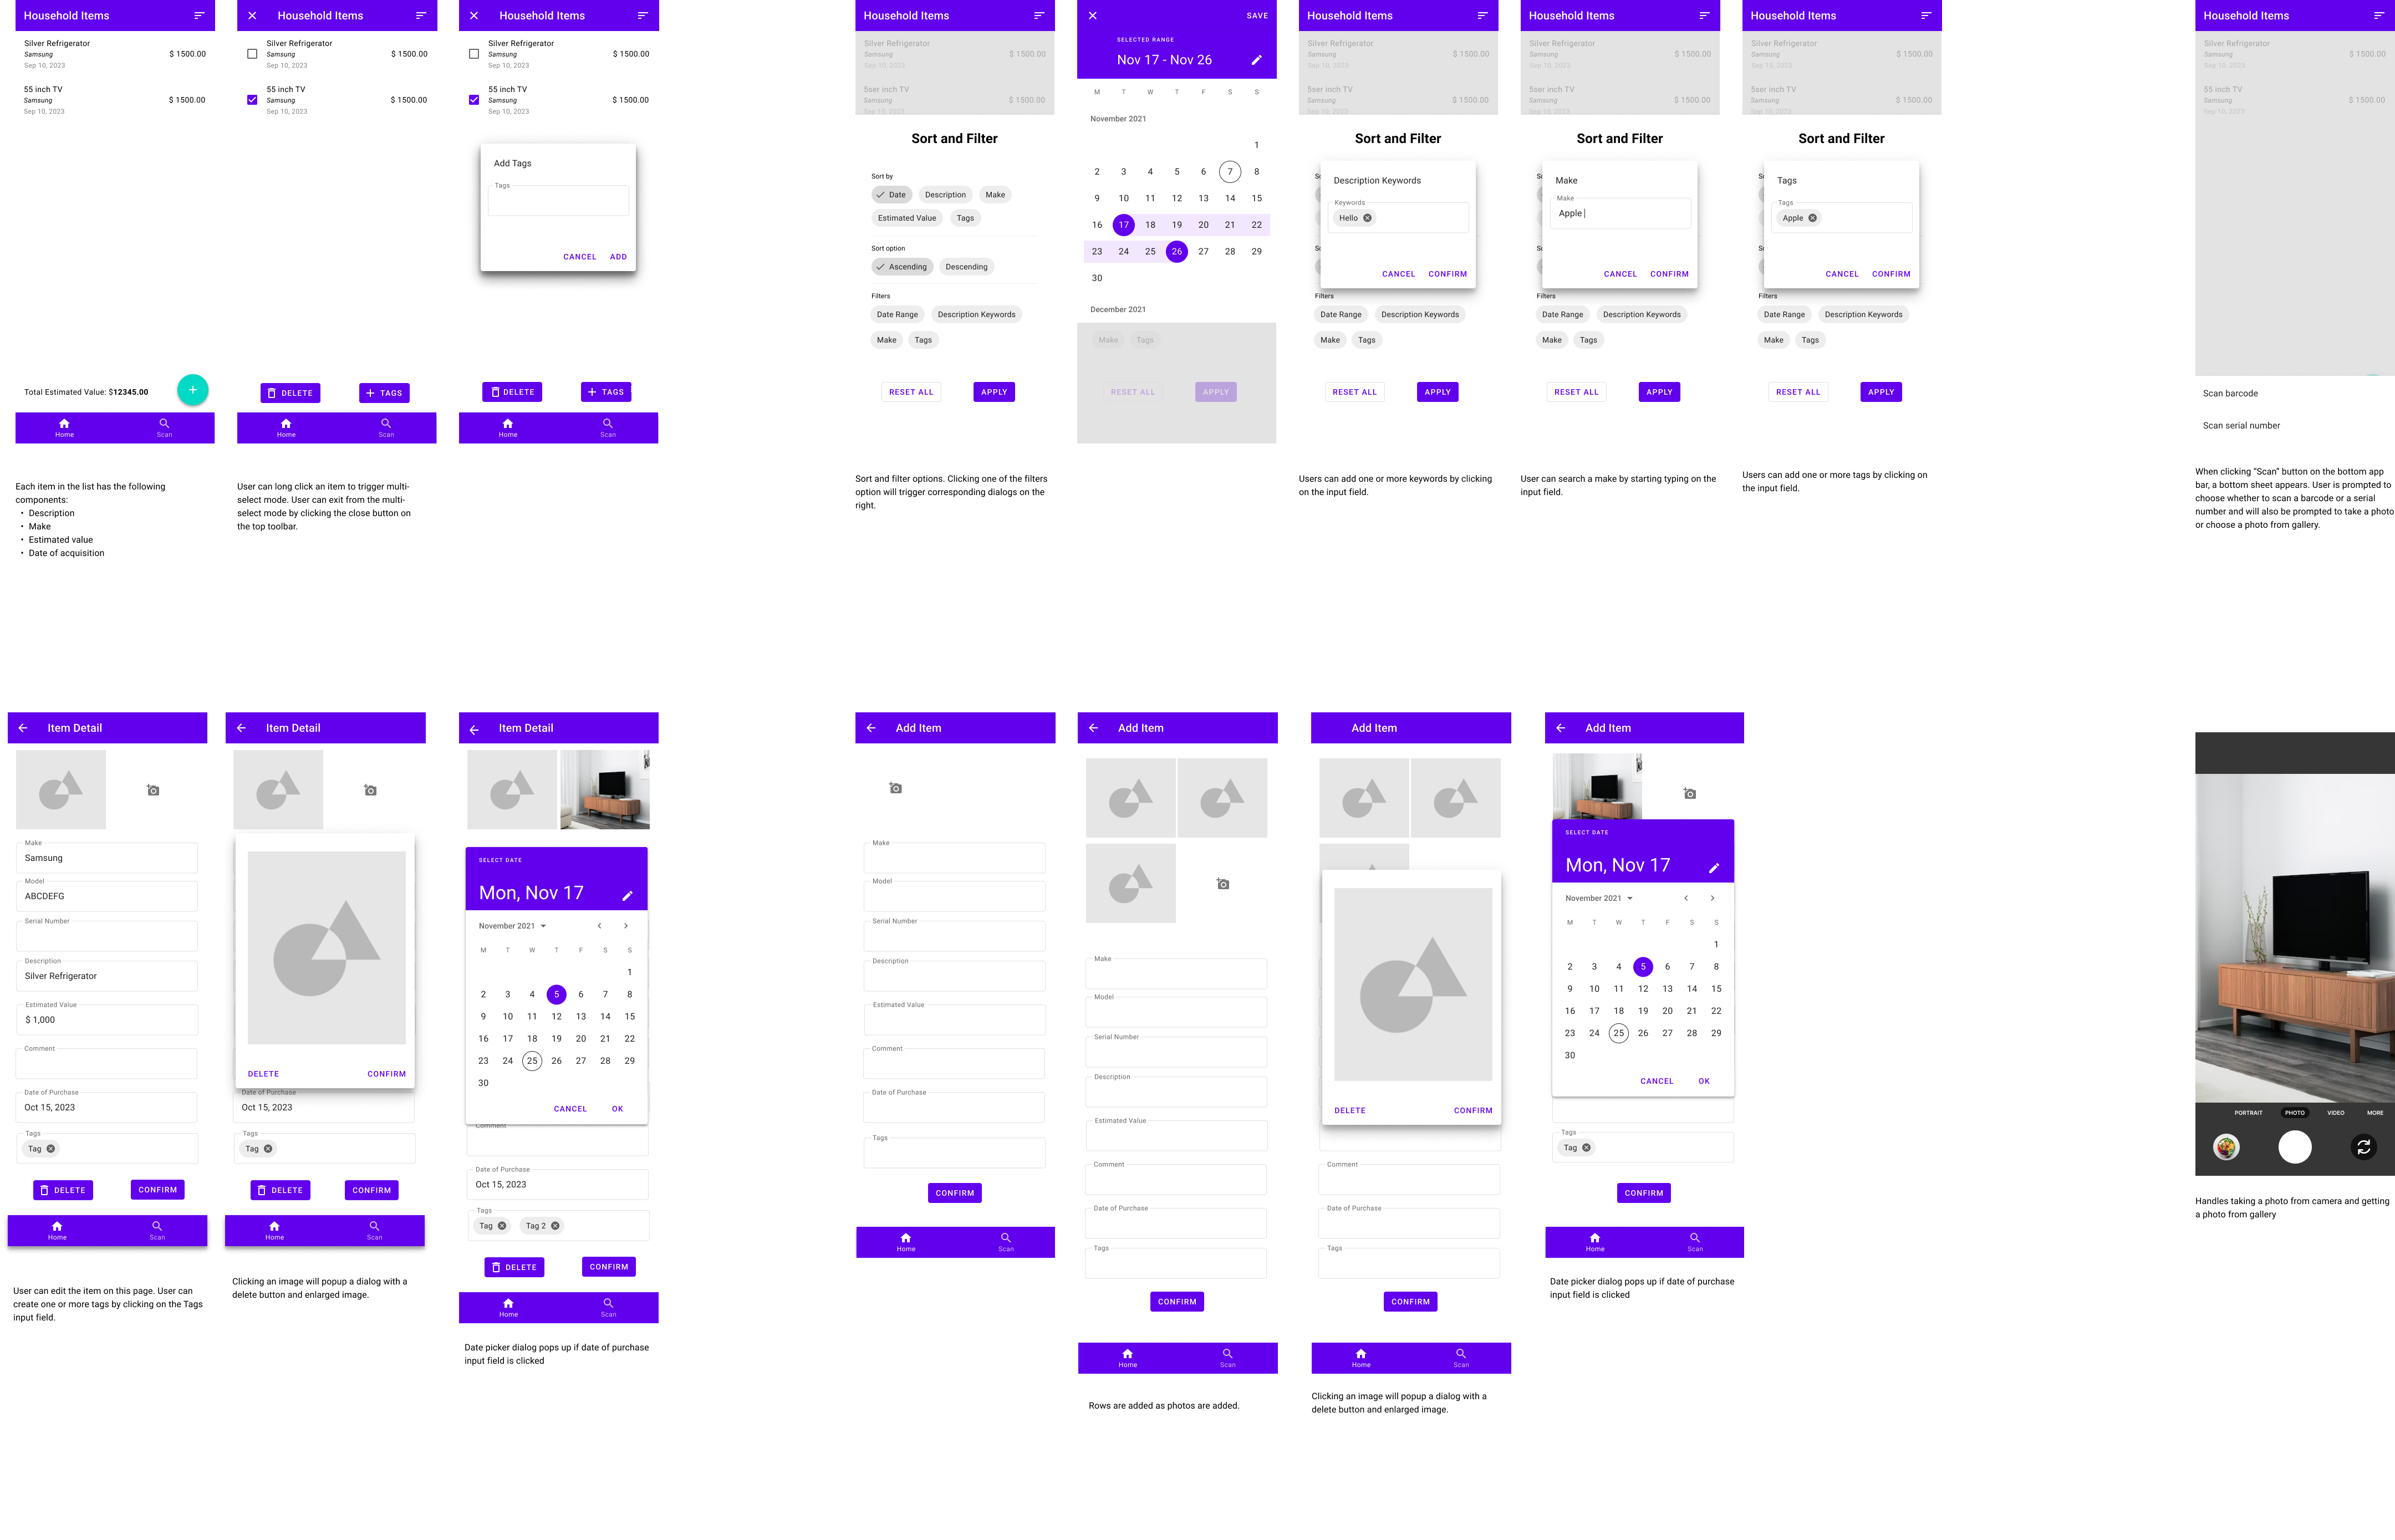 Household Items
Silver Refrigerator
Samsung
$ 1500.00
Sep 10, 2023
55 inch TV
Samsung
$ 1500.00
Sep 10, 2023
Total Estimated Value: $12345.00
Home
Scan
Each item in the list has the following
components:
• Description
• Make
• Estimated value
• Date of acquisition
Household Items
Silver Refrigerator
Samsung
$ 1500.00
Sep 10, 2023
55 inch TV
Samsung
$ 1500.00
Sep 10, 2023
DELETE
TAGS
Home
Scan
User can long click an item to trigger multi-
select mode. User can exit from the multi-
select mode by clicking the close button on
the top toolbar.
Household Items
Silver Refrigerator
Samsung
$ 1500.00
Sep 10, 2023
55 inch TV
Samsung
$ 1500.00
Sep 10, 2023
Add Tags
Tags
CANCEL
ADD
DELETE
TAGS
Home
Scan
Household Items
Silver Refrigerator
Samsung
$ 1500.00
Sep 10, 2023
5ser inch TV
Samsung
$ 1500.00
Sep 10, 2023
Sort and Filter
Sort by
Date
Description
Make
Estimated Value
Tags
Sort option
Ascending
Descending
Filters
Date Range
Description Keywords
Make
Tags
RESET ALL
APPLY
Sort and filter options. Clicking one of the filters
option will trigger corresponding dialogs on the
right.
SAVE
SELECTED RANGE
Nov 17 - Nov 26
M T W T F S S
November 2021
1
2 3 4 5 6 7 8
9 10 11 12 13 14 15
16 17 18 19 20 21 22
23 24 25 26 27 28 29
30
December 2021
Make
Tags
RESET ALL
APPLY
Household Items
Silver Refrigerator
Samsung
$ 1500.00
Sep 10, 2023
5ser inch TV
Samsung
$ 1500.00
Sep 10, 2023
Sort and Filter
Description Keywords
Keywords
Hello
CANCEL
CONFIRM
Filters
Date Range
Description Keywords
Make
Tags
RESET ALL
APPLY
Users can add one or more keywords by clicking
on the input field.
Household Items
Silver Refrigerator
Samsung
$ 1500.00
Sep 10, 2023
5ser inch TV
Samsung
$ 1500.00
Sep 10, 2023
Sort and Filter
Make
Make
Apple
CANCEL
CONFIRM
Filters
Date Range
Description Keywords
Make
Tags
RESET ALL
APPLY
User can search a make by starting typing on the
input field.
Household Items
Silver Refrigerator
Samsung
$ 1500.00
Sep 10, 2023
5ser inch TV
Samsung
$ 1500.00
Sep 10, 2023
Sort and Filter
Tags
Tags
Apple
CANCEL
CONFIRM
Filters
Date Range
Description Keywords
Make
Tags
RESET ALL
APPLY
Users can add one or more tags by clicking on
the input field.
Household Items
Silver Refrigerator
Samsung
$ 1500.00
Sep 10, 2023
55 inch TV
Samsung
$ 1500.00
Sep 10, 2023
Scan barcode
Scan serial number
When clicking "Scan" button on the bottom app
bar, a bottom sheet appears. User is prompted to
choose whether to scan a barcode or a serial
number and will also be prompted to take a photo
or choose a photo from gallery.
Item Detail
Make
Samsung
Model
ABCDEFG
Serial Number
Description
Silver Refrigerator
Estimated Value
$ 1,000
Comment
Date of Purchase
Oct 15, 2023
Tags
Tag
DELETE
CONFIRM
Home
Scan
User can edit the item on this page. User can
create one or more tags by clicking on the Tags
input field.
Item Detail
DELETE
CONFIRM
Date of Purchase
Oct 15, 2023
Tags
Tag
DELETE
CONFIRM
Home
Scan
Clicking an image will popup a dialog with a
delete button and enlarged image.
Item Detail
SELECT DATE
Mon, Nov 17
November 2021
M T W T F S S
1
2 3 4 5 6 7 8
9 10 11 12 13 14 15
16 17 18 19 20 21 22
23 24 25 26 27 28 29
30
CANCEL
OK
Comment
Date of Purchase
Oct 15, 2023
Tags
Tag
Tag 2
DELETE
CONFIRM
Home
Scan
Date picker dialog pops up if date of purchase
input field is clicked
Add Item
Make
Model
Serial Number
Description
Estimated Value
Comment
Date of Purchase
Tags
CONFIRM
Home
Scan
Add Item
Make
Model
Serial Number
Description
Estimated Value
Comment
Date of Purchase
Tags
CONFIRM
Home
Scan
Rows are added as photos are added.
Add Item
DELETE
CONFIRM
Comment
Date of Purchase
Tags
CONFIRM
Home
Scan
Clicking an image will popup a dialog with a
delete button and enlarged image.
Add Item
SELECT DATE
Mon, Nov 17
November 2021
M T W T F S S
1
2 3 4 5 6 7 8
9 10 11 12 13 14 15
16 17 18 19 20 21 22
23 24 25 26 27 28 29
30
CANCEL
OK
Tags
Tag
CONFIRM
Home
Scan
Date picker dialog pops up if date of purchase
input field is clicked
PORTRAIT
PHOTO
VIDEO
MORE
Handles taking a photo from camera and getting
a photo from gallery